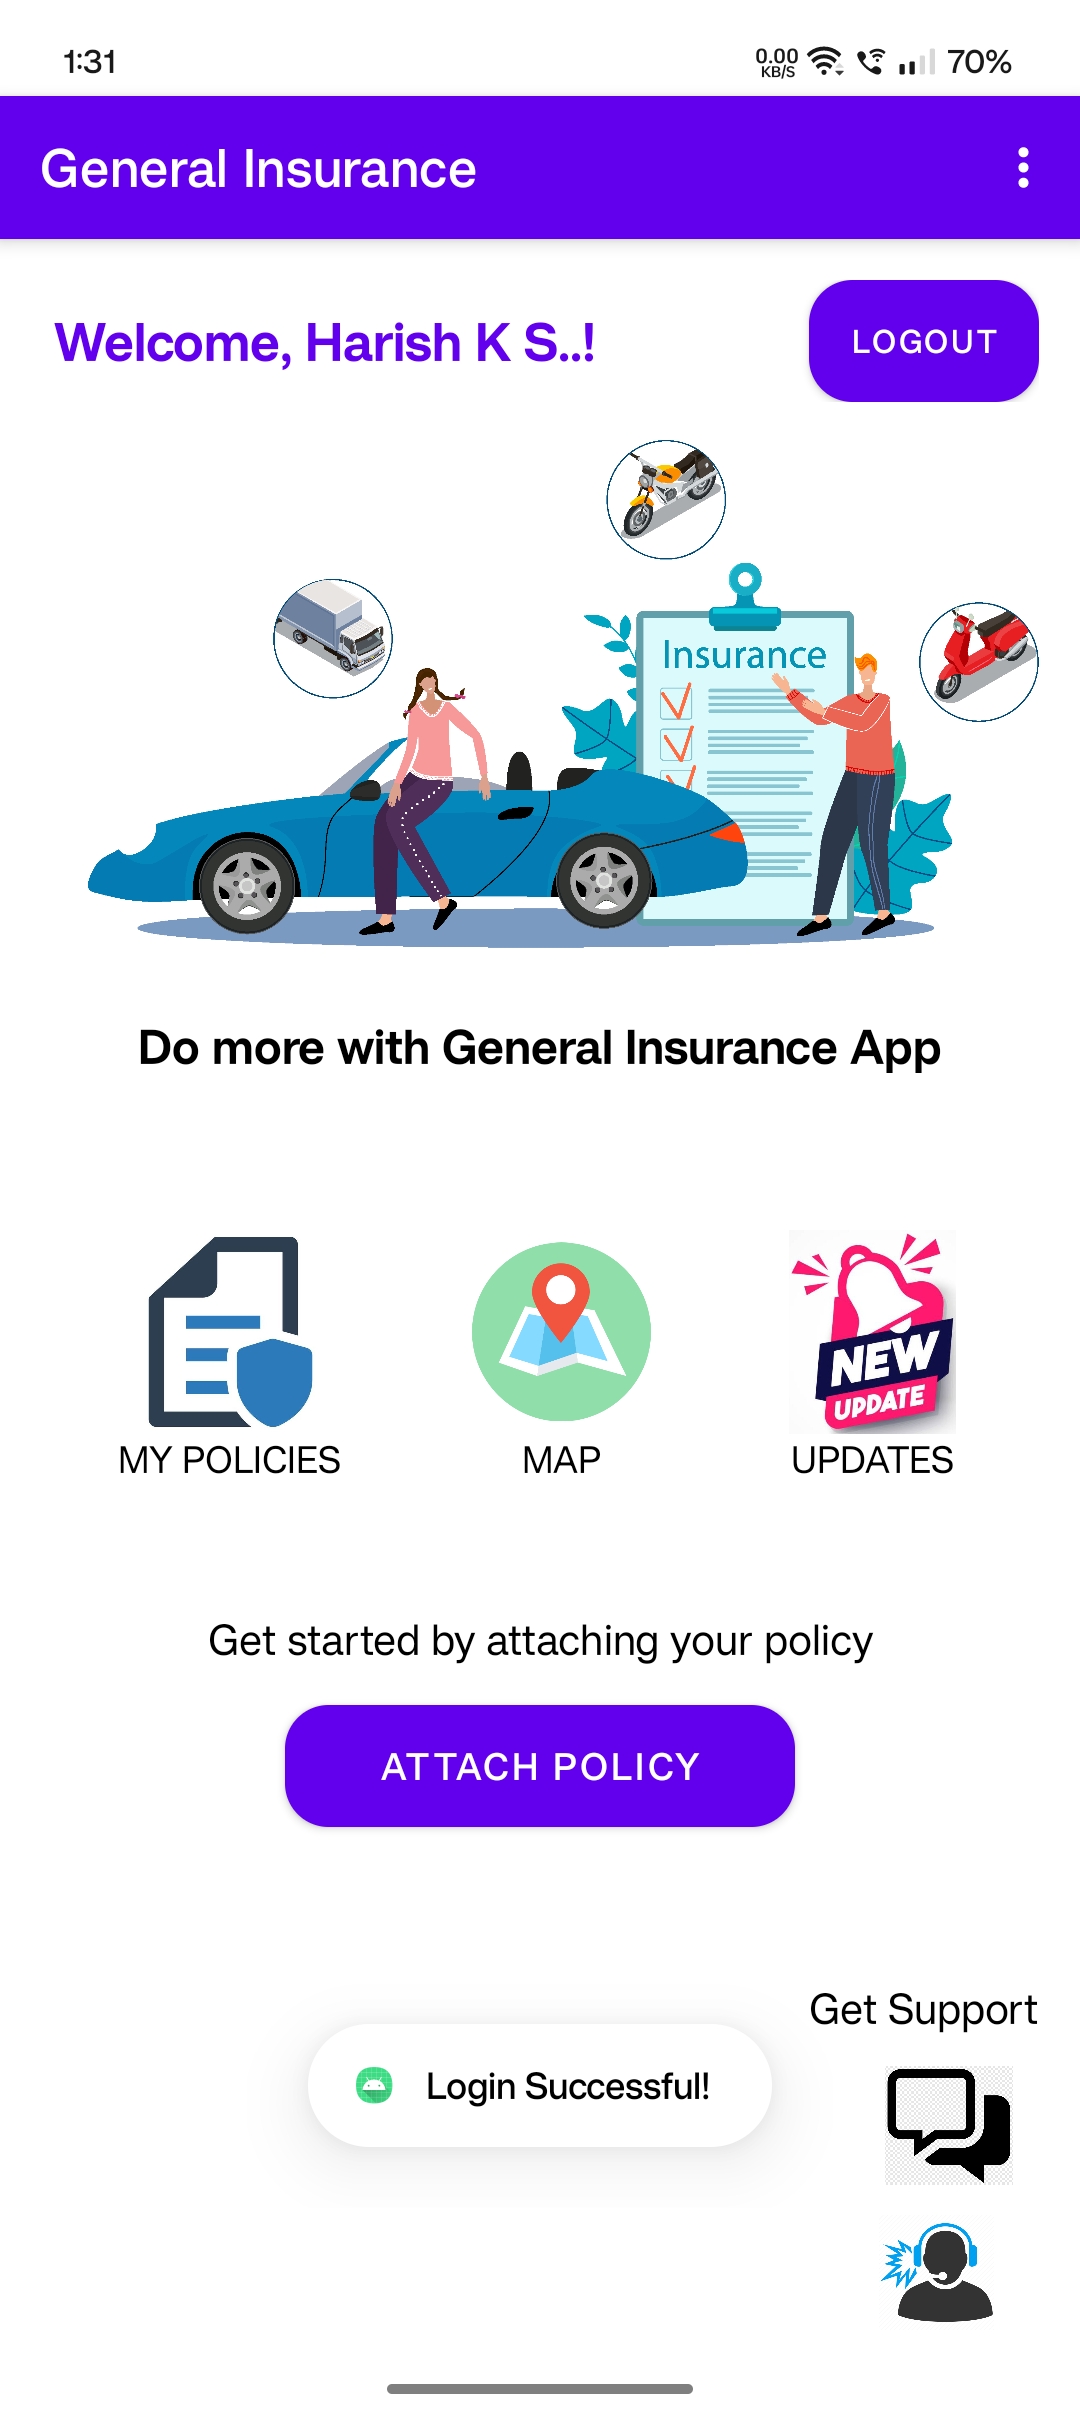 1:31
0.00 KB/S 70%
General Insurance
Welcome, Harish K S..!
LOGOUT
Insurance
Do more with General Insurance App
NEW
UPDATE
MY POLICIES MAP UPDATES
Get started by attaching your policy
ATTACH POLICY
Get Support
Login Successful!